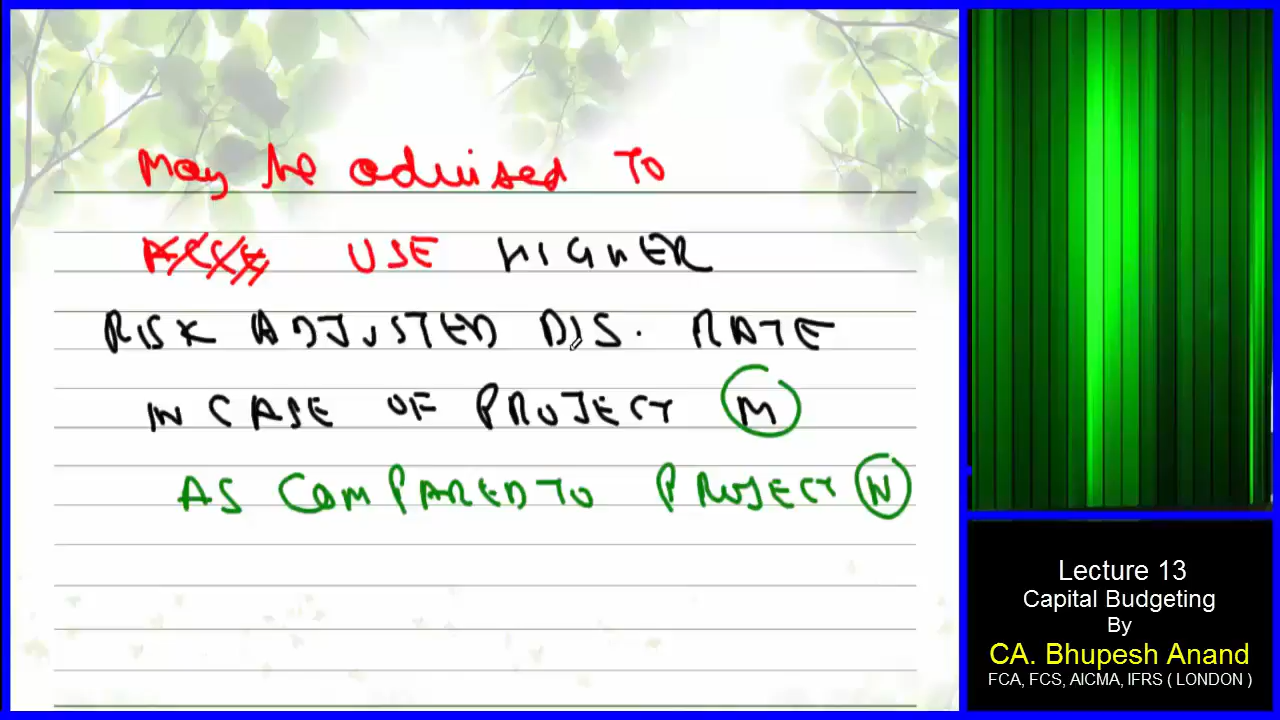 May be advised to
USE HIGHER
RISK ADJUSTED DIS. RATE
IN CASE OF PROJECT M
AS COMPARED TO PROJECT N
Lecture 13
Capital Budgeting
By
CA. Bhupesh Anand
FCA, FCS, AICMA, IFRS ( LONDON )